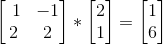 [1 -1; 2 2] * [2; 1] = [1; 6]